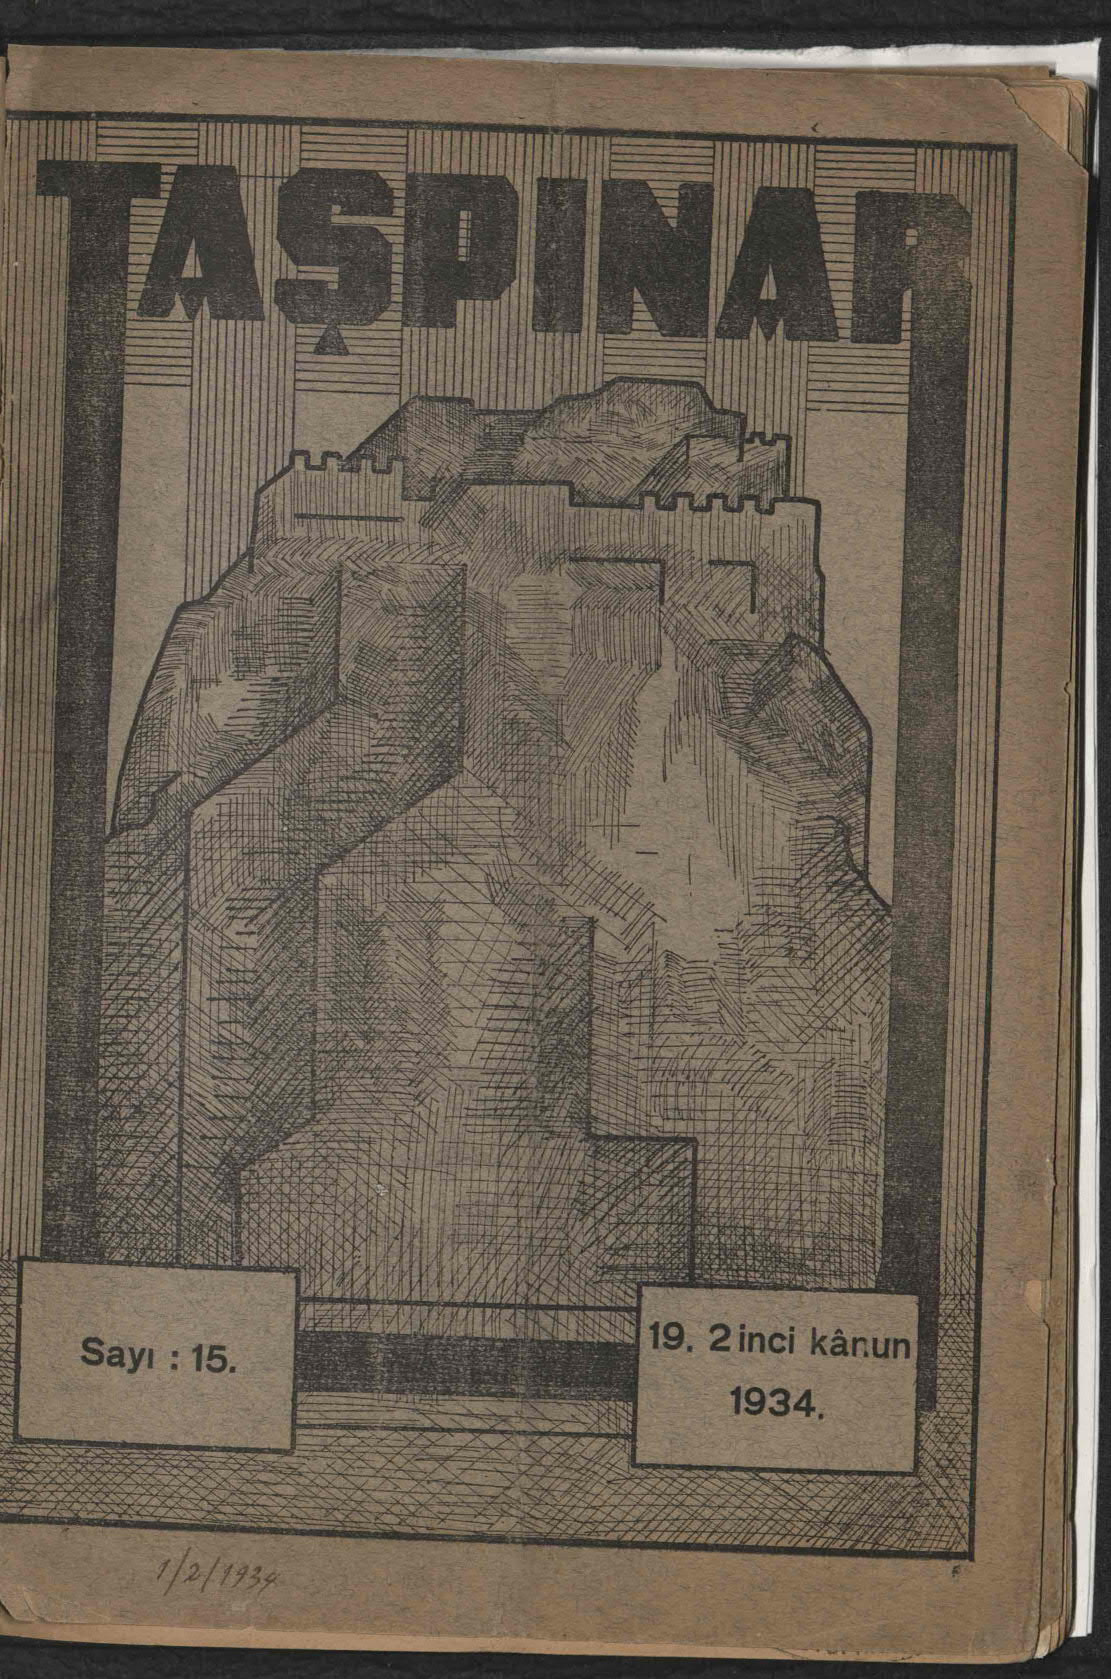 TAŞPINAR
Sayı : 15.
19. 2inci kânun
1934.
1/2/1934